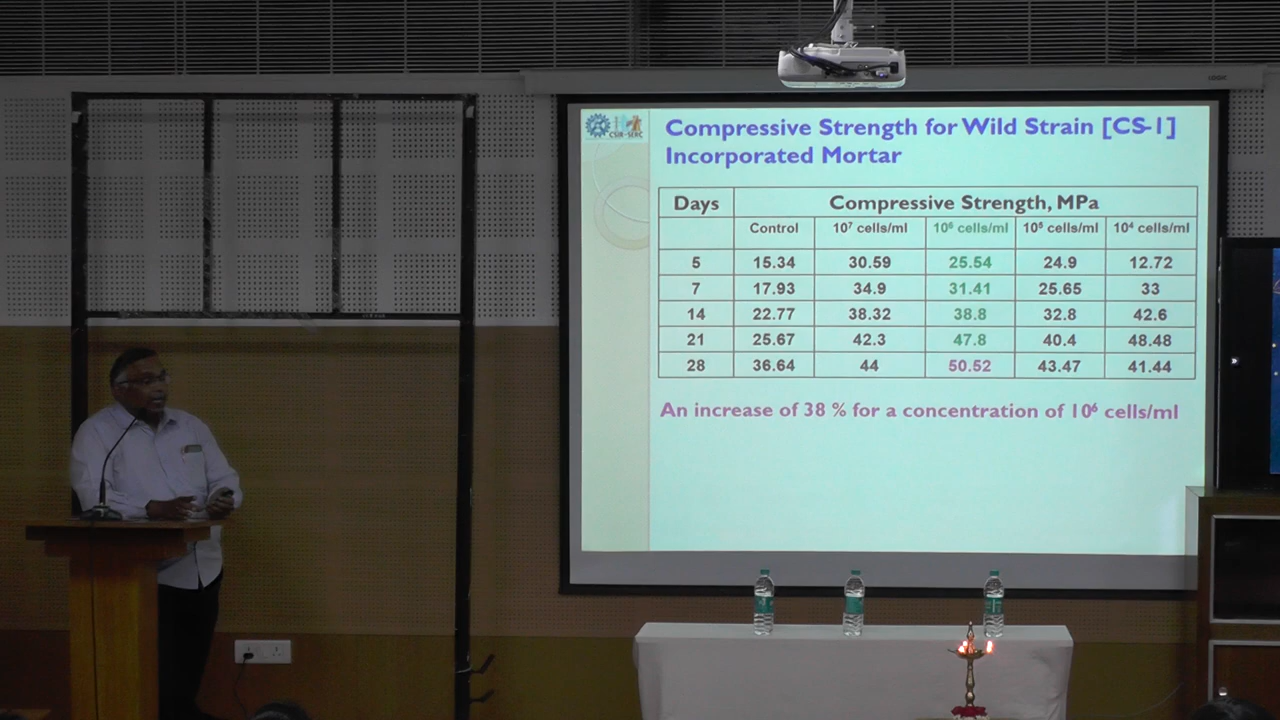 CSIR-SERC
Compressive Strength for Wild Strain [CS-1]
Incorporated Mortar
Days Compressive Strength, MPa
Control 10⁷ cells/ml 10⁶ cells/ml 10⁵ cells/ml 10⁴ cells/ml
5 15.34 30.59 25.54 24.9 12.72
7 17.93 34.9 31.41 25.65 33
14 22.77 38.32 38.8 32.8 42.6
21 25.67 42.3 47.8 40.4 48.48
28 36.64 44 50.52 43.47 41.44
An increase of 38 % for a concentration of 10⁶ cells/ml